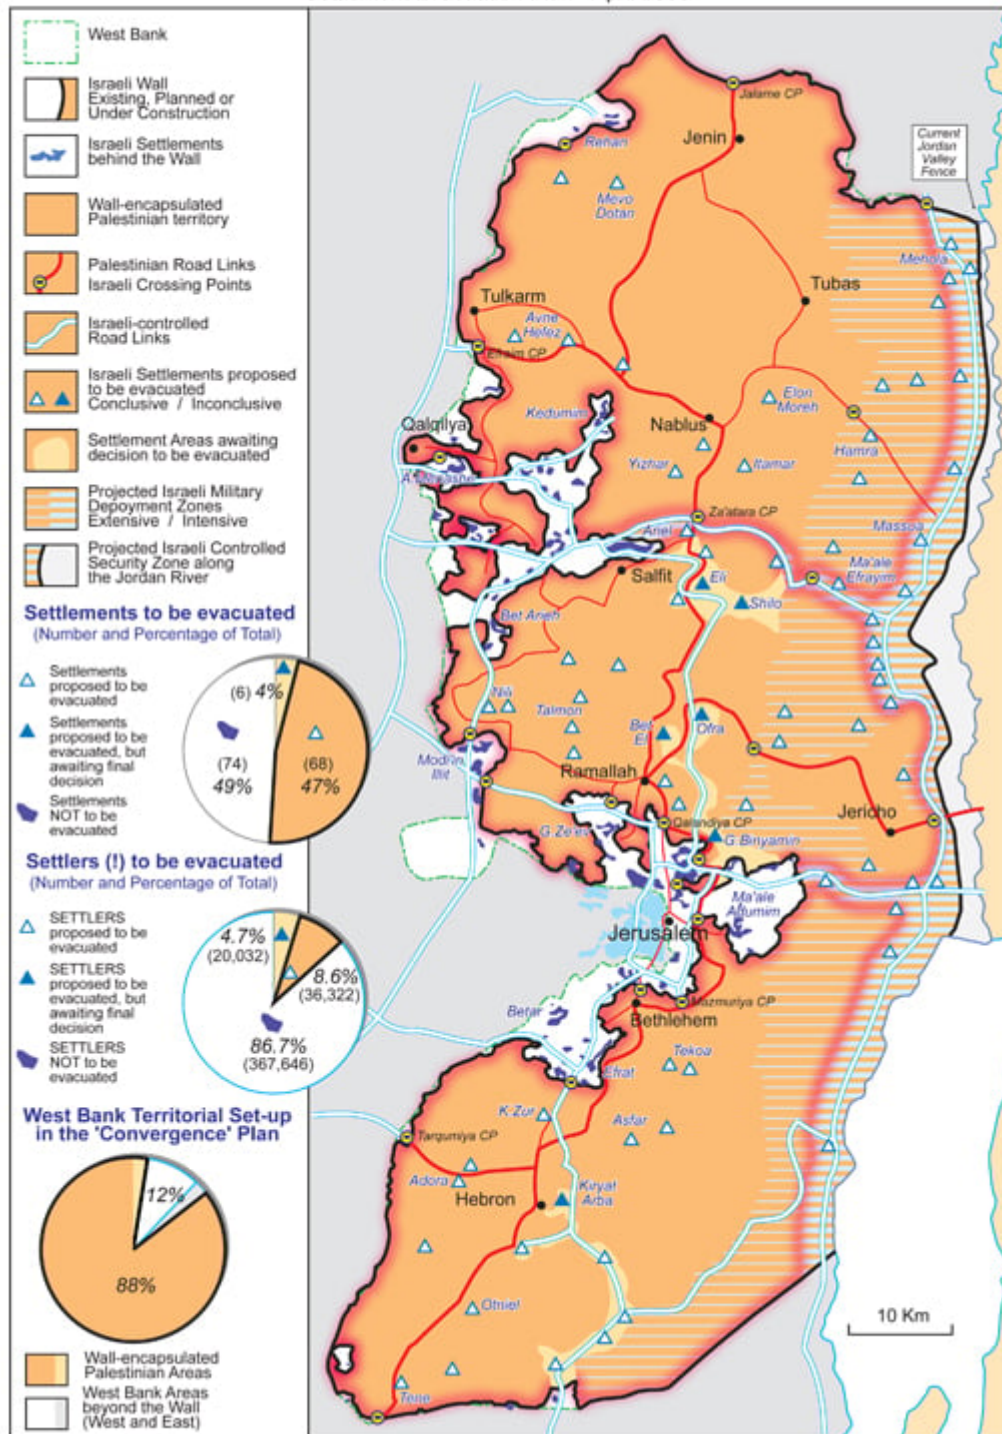 West Bank
Israeli Wall
Existing, Planned or
Under Construction
Israeli Settlements
behind the Wall
Wall-encapsulated
Palestinian territory
Palestinian Road Links
Israeli Crossing Points
Israeli-controlled
Road Links
Israeli Settlements proposed
to be evacuated
Conclusive / Inconclusive
Settlement Areas awaiting
decision to be evacuated
Projected Israeli Military
Depoyment Zones
Extensive / Intensive
Projected Israeli Controlled
Security Zone along
the Jordan River
Settlements to be evacuated
(Number and Percentage of Total)
Settlements
proposed to be
evacuated
Settlements
proposed to be
evacuated, but
awaiting final
decision
Settlements
NOT to be
evacuated
(6) 4%
(74)
49%
(68)
47%
Settlers (!) to be evacuated
(Number and Percentage of Total)
SETTLERS
proposed to be
evacuated
SETTLERS
proposed to be
evacuated, but
awaiting final
decision
SETTLERS
NOT to be
evacuated
4.7%
(20,032)
8.6%
(36,322)
86.7%
(367,646)
West Bank Territorial Set-up
in the 'Convergence' Plan
12%
88%
Wall-encapsulated
Palestinian Areas
West Bank Areas
beyond the Wall
(West and East)
Jalame CP
Jenin
Rehan
Mevo
Dotan
Current
Jordan
Valley
Fence
Mehola
Tubas
Tulkarm
Avne
Hefez
Efraim CP
Kedumim
Elon
Moreh
Qalqilya
Nablus
Hamra
Yizhar
Itamar
Za'atara CP
Massoa
Ariel
Ma'ale
Efrayim
Salfit
Eli
Shilo
Bet Arieh
Nili
Talmon
Bet
El
Ofra
Modi'in
Illit
Ramallah
Jericho
G.Ze'ev
Qalandiya CP
G.Binyamin
Ma'ale
Adumim
Jerusalem
Mazmuriya CP
Betar
Bethlehem
Tekoa
Efrat
K.Zur
Asfar
Tarqumiya CP
Adora
Hebron
Kiryat
Arba
Otniel
Tene
10 Km